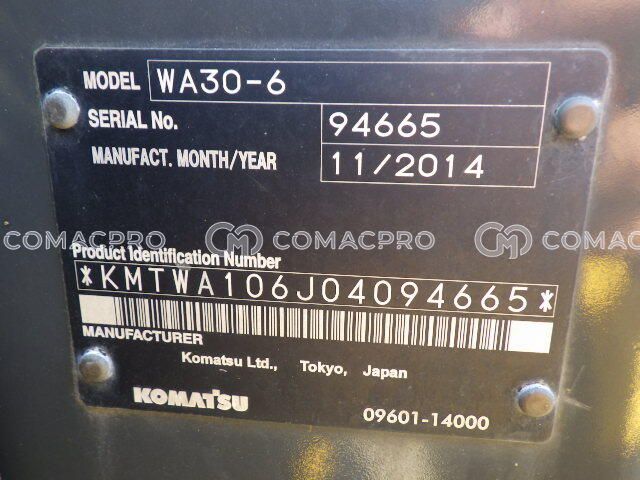 MODEL WA30-6
SERIAL No. 94665
MANUFACT. MONTH/YEAR 11/2014
COMACPRO COMACPRO COMACPRO
Product Identification Number
*KMTWA106J04094665*
MANUFACTURER
Komatsu Ltd., Tokyo, Japan
KOMATSU 09601-14000